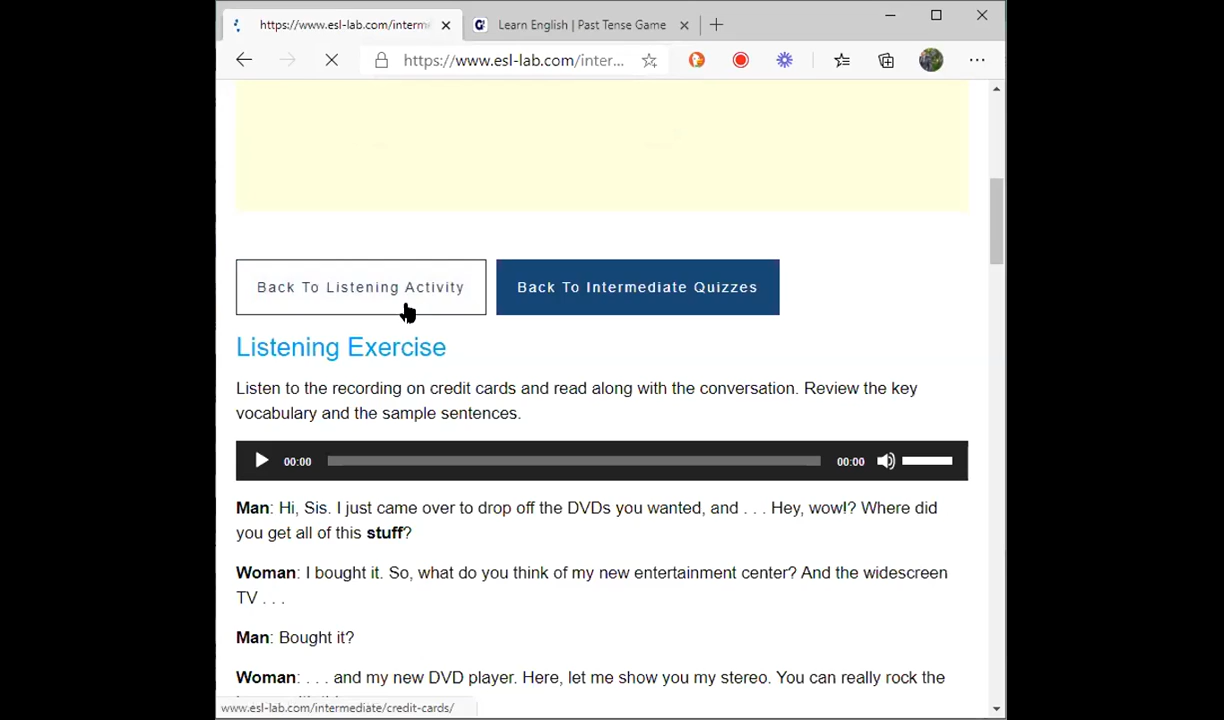 https://www.esl-lab.com/interm
Learn English | Past Tense Game
https://www.esl-lab.com/inter...
Back To Listening Activity
Back To Intermediate Quizzes
Listening Exercise
Listen to the recording on credit cards and read along with the conversation. Review the key
vocabulary and the sample sentences.
00:00
00:00
Man: Hi, Sis. I just came over to drop off the DVDs you wanted, and . . . Hey, wow!? Where did
you get all of this stuff?
Woman: I bought it. So, what do you think of my new entertainment center? And the widescreen
TV . . .
Man: Bought it?
Woman: . . . and my new DVD player. Here, let me show you my stereo. You can really rock the
www.esl-lab.com/intermediate/credit-cards/